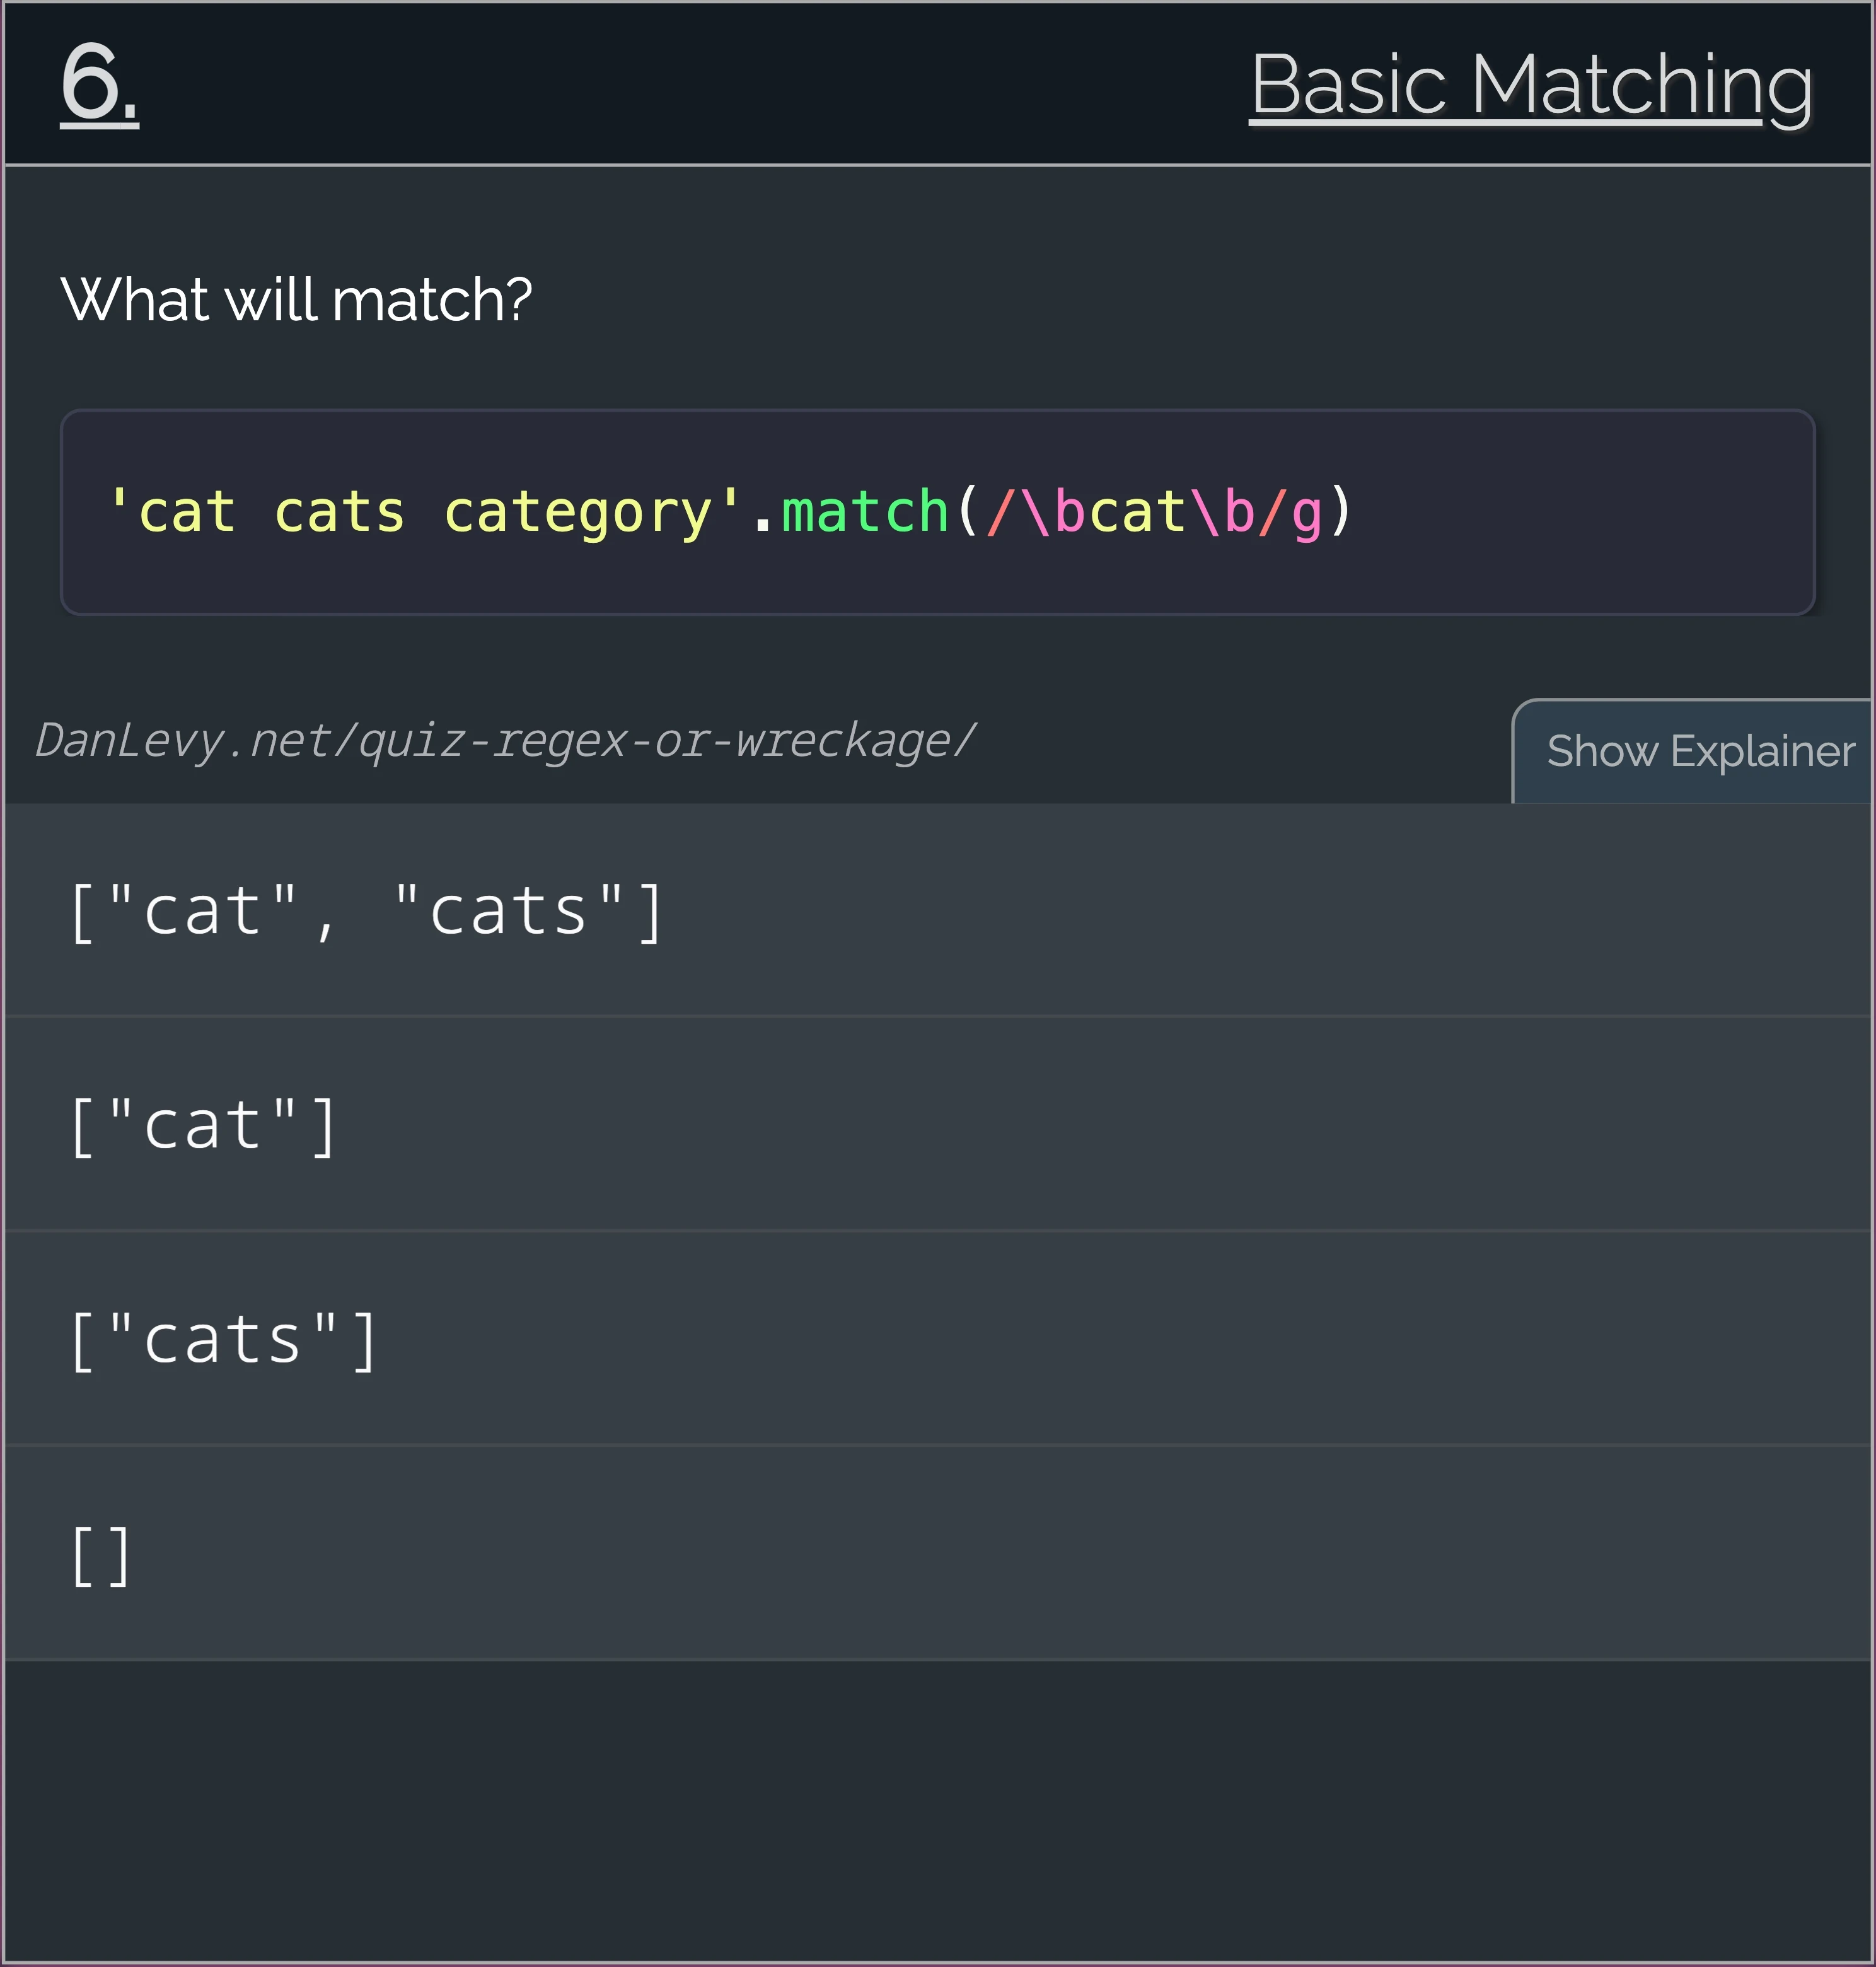 6.
Basic Matching
What will match?
'cat cats category'.match(/\bcat\b/g)
DanLevy.net/quiz-regex-or-wreckage/
Show Explainer
["cat", "cats"]
["cat"]
["cats"]
[]